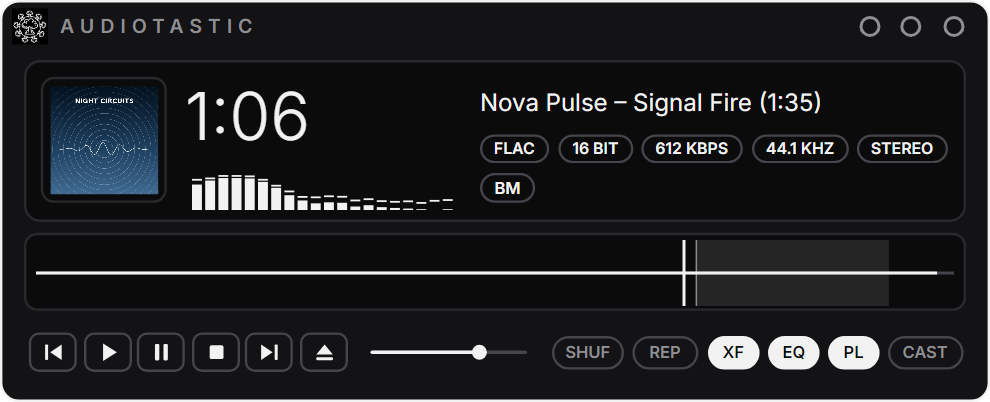 AUDIOTASTIC
NIGHT CIRCUITS
1:06
Nova Pulse – Signal Fire (1:35)
FLAC 16 BIT 612 KBPS 44.1 KHZ STEREO
BM
SHUF REP XF EQ PL CAST